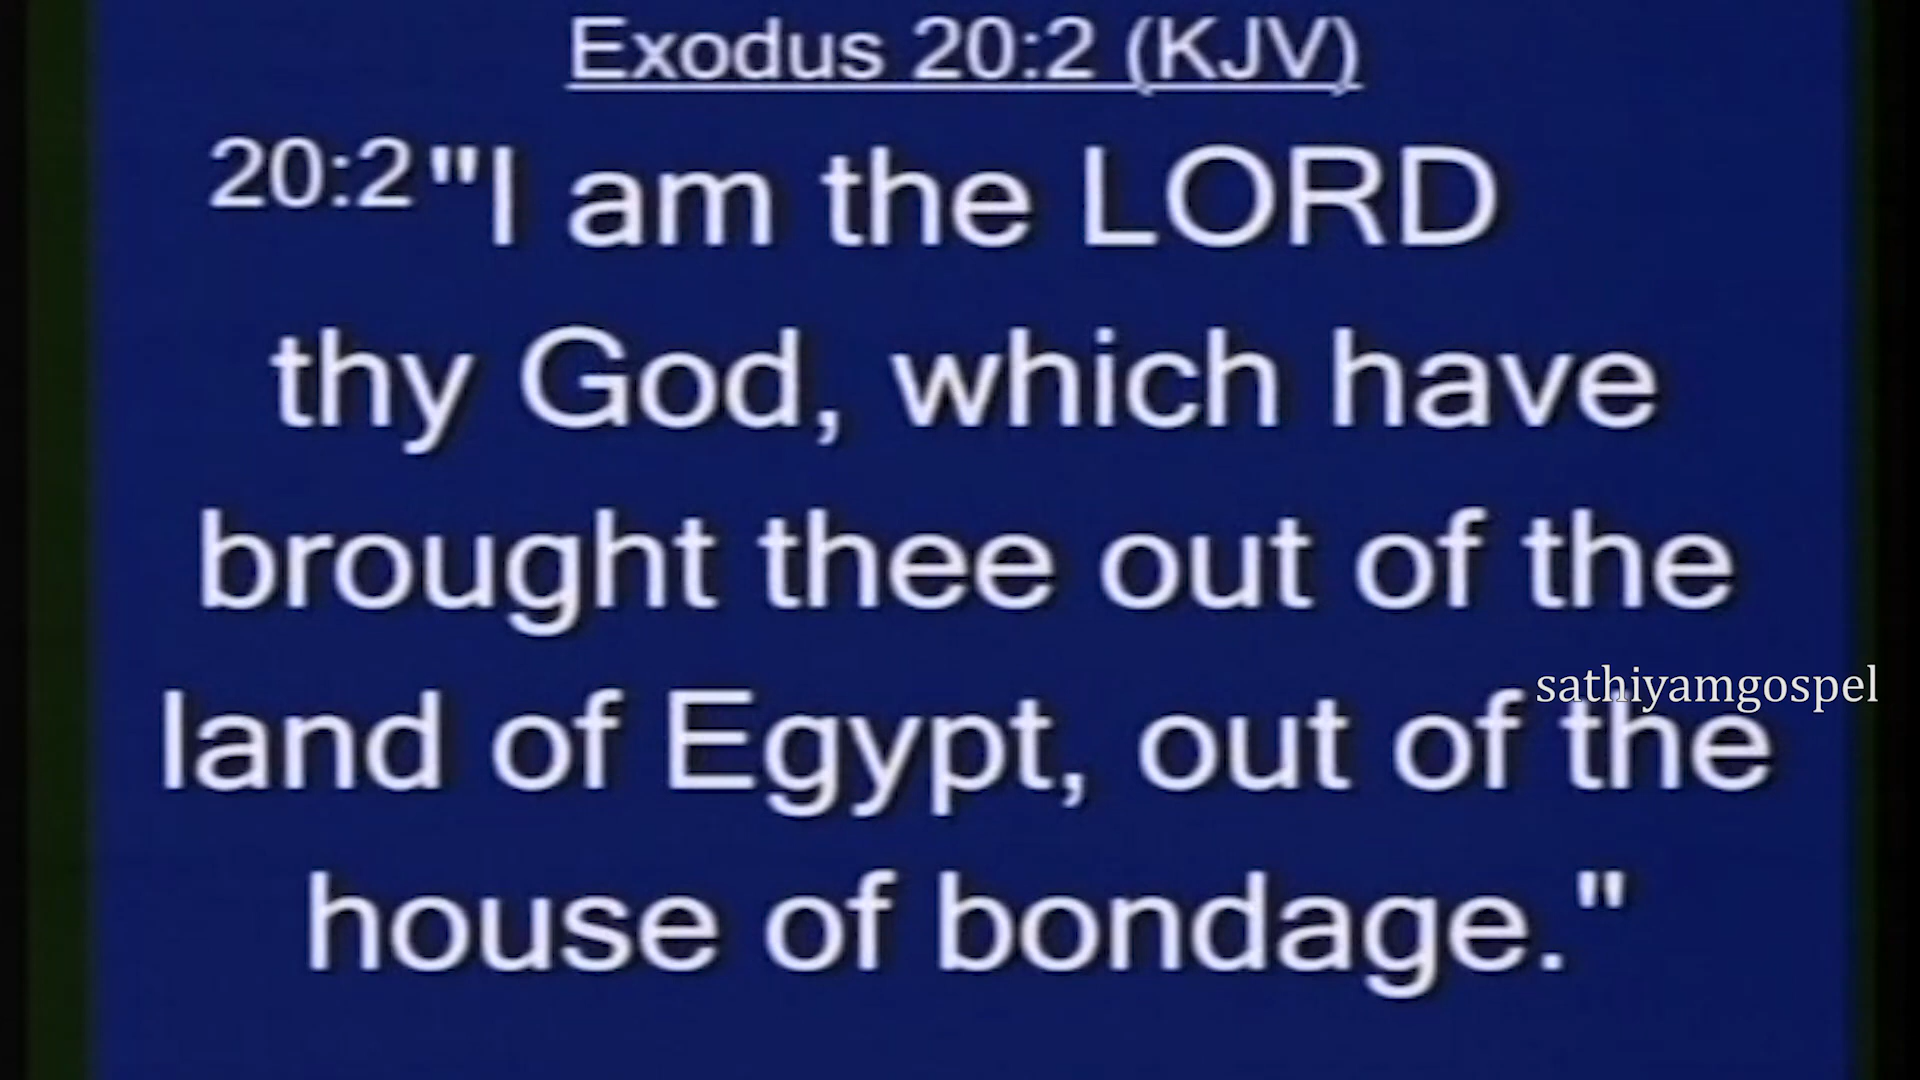 Exodus 20:2 (KJV)
20:2 "I am the LORD
thy God, which have
brought thee out of the
land of Egypt, out of the
house of bondage."
sathiyamgospel